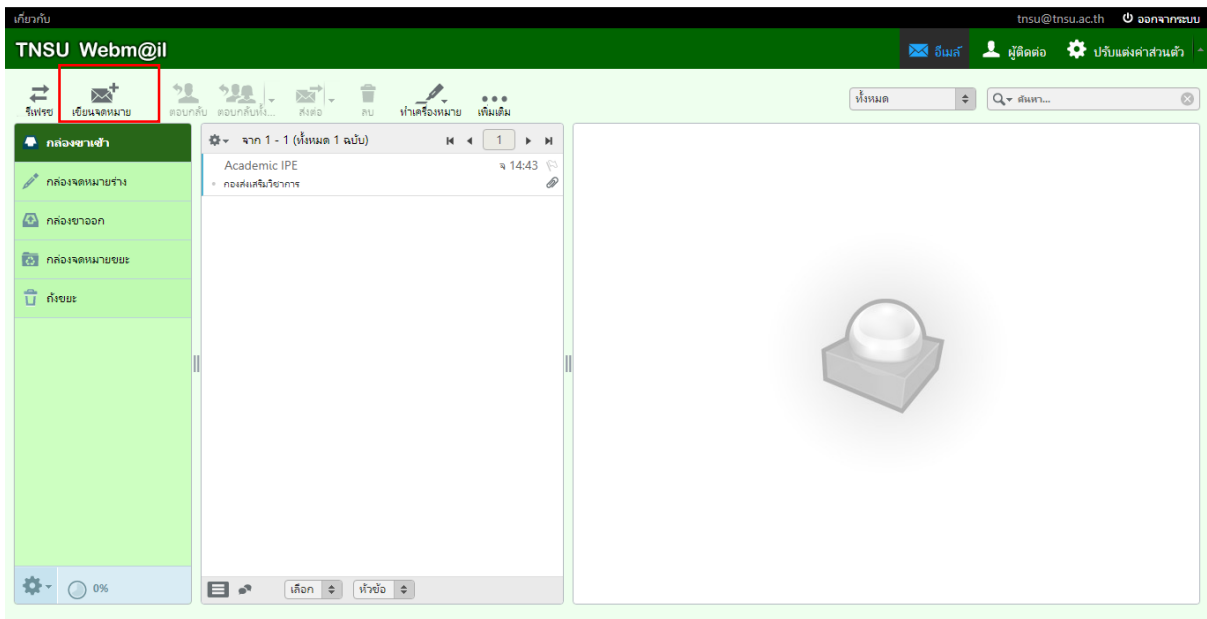 เกี่ยวกับ
tnsu@tnsu.ac.th ออกจากระบบ
TNSU Webm@il
อีเมล์ ผู้ติดต่อ ปรับแต่งค่าส่วนตัว
รีเฟรช เขียนจดหมาย ตอบกลับ ตอบกลับทั้ง... ส่งต่อ ลบ ทำเครื่องหมาย เพิ่มเติม
ทั้งหมด ค้นหา...
กล่องขาเข้า
กล่องจดหมายร่าง
กล่องขาออก
กล่องจดหมายขยะ
ถังขยะ
จาก 1 - 1 (ทั้งหมด 1 ฉบับ) 1
Academic IPE จ 14:43
กองส่งเสริมวิชาการ
0% เลือก หัวข้อ